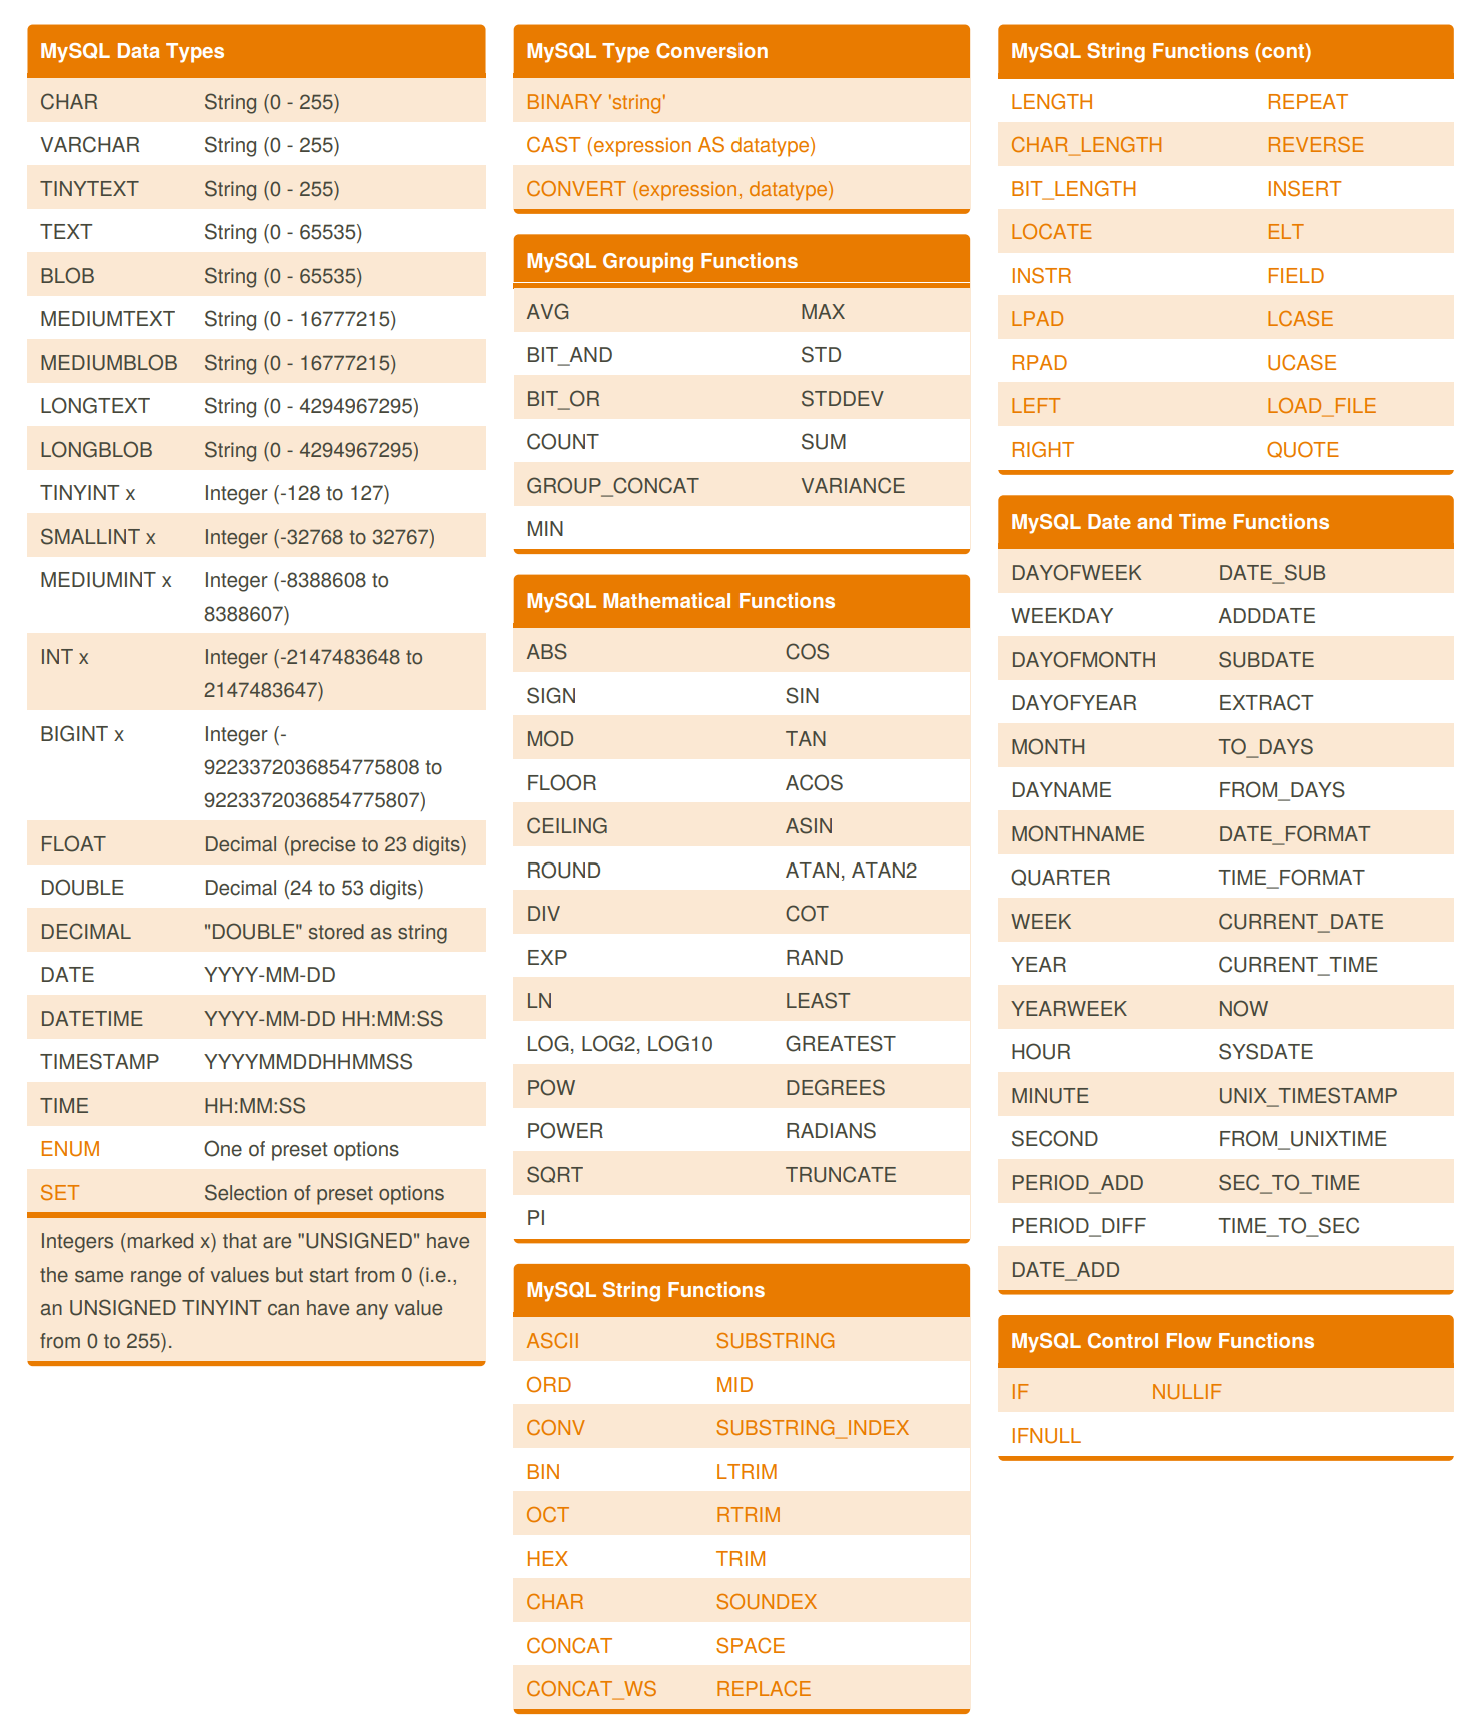 MySQL Data Types
CHAR String (0 - 255)
VARCHAR String (0 - 255)
TINYTEXT String (0 - 255)
TEXT String (0 - 65535)
BLOB String (0 - 65535)
MEDIUMTEXT String (0 - 16777215)
MEDIUMBLOB String (0 - 16777215)
LONGTEXT String (0 - 4294967295)
LONGBLOB String (0 - 4294967295)
TINYINT x Integer (-128 to 127)
SMALLINT x Integer (-32768 to 32767)
MEDIUMINT x Integer (-8388608 to
8388607)
INT x Integer (-2147483648 to
2147483647)
BIGINT x Integer (-
9223372036854775808 to
9223372036854775807)
FLOAT Decimal (precise to 23 digits)
DOUBLE Decimal (24 to 53 digits)
DECIMAL "DOUBLE" stored as string
DATE YYYY-MM-DD
DATETIME YYYY-MM-DD HH:MM:SS
TIMESTAMP YYYYMMDDHHMMSS
TIME HH:MM:SS
ENUM One of preset options
SET Selection of preset options
Integers (marked x) that are "UNSIGNED" have
the same range of values but start from 0 (i.e.,
an UNSIGNED TINYINT can have any value
from 0 to 255).
MySQL Type Conversion
BINARY 'string'
CAST (expression AS datatype)
CONVERT (expression, datatype)
MySQL Grouping Functions
AVG MAX
BIT_AND STD
BIT_OR STDDEV
COUNT SUM
GROUP_CONCAT VARIANCE
MIN
MySQL Mathematical Functions
ABS COS
SIGN SIN
MOD TAN
FLOOR ACOS
CEILING ASIN
ROUND ATAN, ATAN2
DIV COT
EXP RAND
LN LEAST
LOG, LOG2, LOG10 GREATEST
POW DEGREES
POWER RADIANS
SQRT TRUNCATE
PI
MySQL String Functions
ASCII SUBSTRING
ORD MID
CONV SUBSTRING_INDEX
BIN LTRIM
OCT RTRIM
HEX TRIM
CHAR SOUNDEX
CONCAT SPACE
CONCAT_WS REPLACE
MySQL String Functions (cont)
LENGTH REPEAT
CHAR_LENGTH REVERSE
BIT_LENGTH INSERT
LOCATE ELT
INSTR FIELD
LPAD LCASE
RPAD UCASE
LEFT LOAD_FILE
RIGHT QUOTE
MySQL Date and Time Functions
DAYOFWEEK DATE_SUB
WEEKDAY ADDDATE
DAYOFMONTH SUBDATE
DAYOFYEAR EXTRACT
MONTH TO_DAYS
DAYNAME FROM_DAYS
MONTHNAME DATE_FORMAT
QUARTER TIME_FORMAT
WEEK CURRENT_DATE
YEAR CURRENT_TIME
YEARWEEK NOW
HOUR SYSDATE
MINUTE UNIX_TIMESTAMP
SECOND FROM_UNIXTIME
PERIOD_ADD SEC_TO_TIME
PERIOD_DIFF TIME_TO_SEC
DATE_ADD
MySQL Control Flow Functions
IF NULLIF
IFNULL